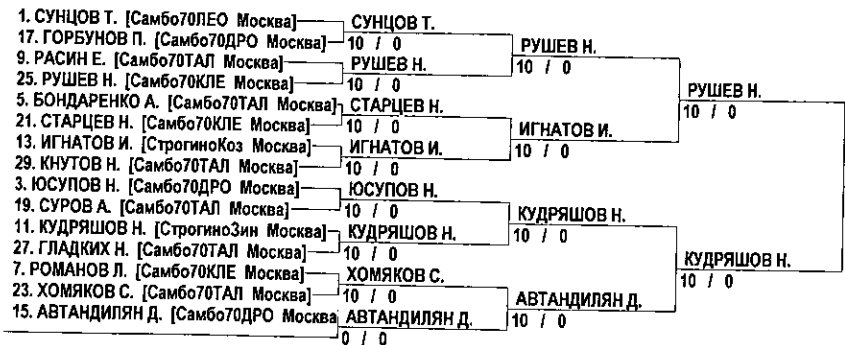 1. СУНЦОВ Т. [Самбо70ЛЕО Москва]
СУНЦОВ Т.
17. ГОРБУНОВ П. [Самбо70ДРО Москва]
10 / 0
РУШЕВ Н.
9. РАСИН Е. [Самбо70ТАЛ Москва]
РУШЕВ Н.
10 / 0
25. РУШЕВ Н. [Самбо70КЛЕ Москва]
10 / 0
РУШЕВ Н.
5. БОНДАРЕНКО А. [Самбо70ТАЛ Москва]
СТАРЦЕВ Н.
10 / 0
21. СТАРЦЕВ Н. [Самбо70КЛЕ Москва]
10 / 0
ИГНАТОВ И.
13. ИГНАТОВ И. [СтрогиноКоз Москва]
ИГНАТОВ И.
10 / 0
29. КНУТОВ Н. [Самбо70ТАЛ Москва]
10 / 0
3. ЮСУПОВ Н. [Самбо70ДРО Москва]
ЮСУПОВ Н.
19. СУРОВ А. [Самбо70ТАЛ Москва]
10 / 0
КУДРЯШОВ Н.
11. КУДРЯШОВ Н. [СтрогиноЗин Москва]
КУДРЯШОВ Н.
10 / 0
27. ГЛАДКИХ Н. [Самбо70ТАЛ Москва]
10 / 0
КУДРЯШОВ Н.
7. РОМАНОВ Л. [Самбо70КЛЕ Москва]
ХОМЯКОВ С.
10 / 0
23. ХОМЯКОВ С. [Самбо70ТАЛ Москва]
10 / 0
АВТАНДИЛЯН Д.
15. АВТАНДИЛЯН Д. [Самбо70ДРО Москва
АВТАНДИЛЯН Д.
10 / 0
0 / 0